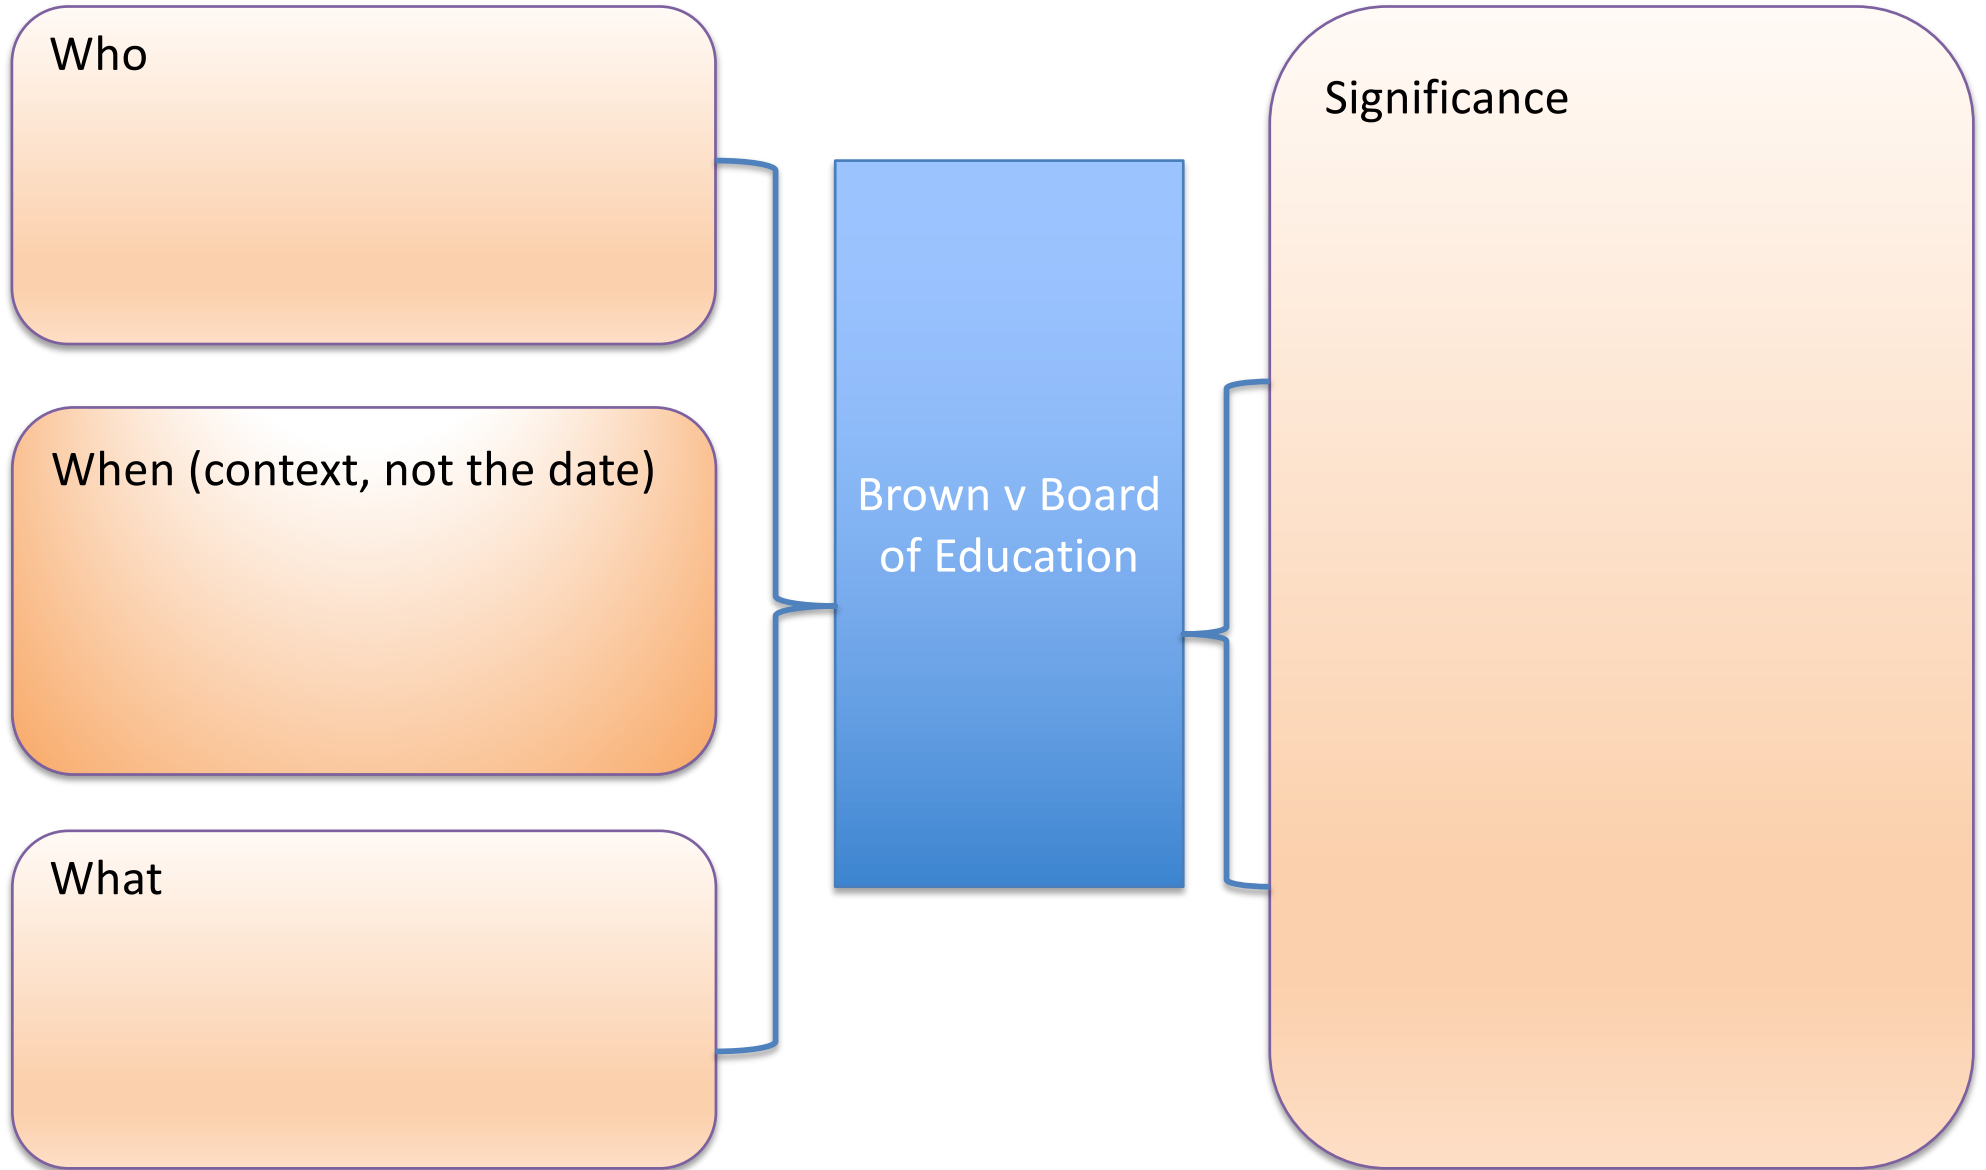 Who
When (context, not the date)
What
Brown v Board
of Education
Significance